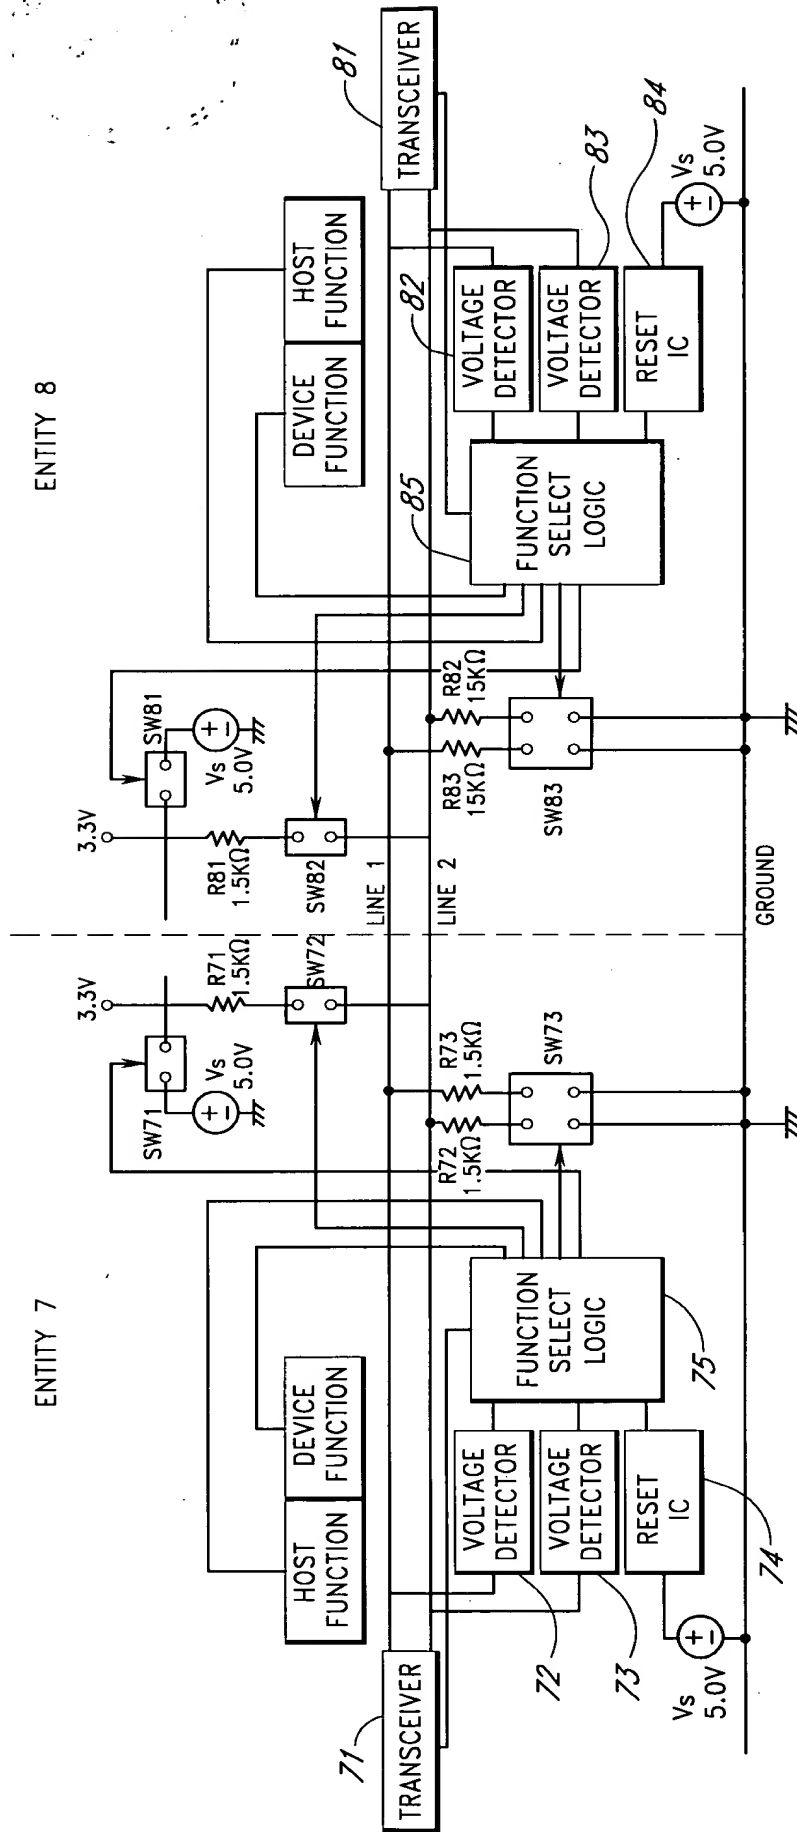 ENTITY 7
ENTITY 8
HOST
FUNCTION
DEVICE
FUNCTION
SW71
Vs
5.0V
3.3V
R71
1.5KΩ
SW72
3.3V
R81
1.5KΩ
SW82
SW81
Vs
5.0V
DEVICE
FUNCTION
HOST
FUNCTION
71
TRANSCEIVER
LINE 1
LINE 2
TRANSCEIVER
81
72
VOLTAGE
DETECTOR
73
VOLTAGE
DETECTOR
74
RESET
IC
Vs
5.0V
FUNCTION
SELECT
LOGIC
75
R72
1.5KΩ
R73
1.5KΩ
SW73
R83
15KΩ
R82
15KΩ
SW83
85
FUNCTION
SELECT
LOGIC
82
VOLTAGE
DETECTOR
83
VOLTAGE
DETECTOR
84
RESET
IC
Vs
5.0V
GROUND